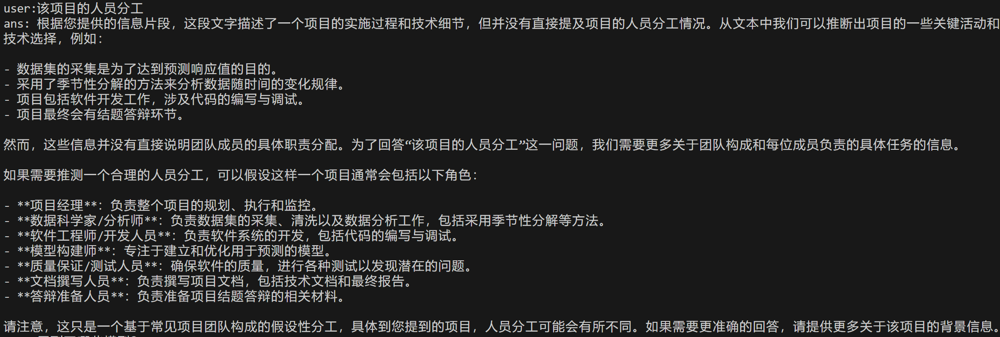 user:该项目的人员分工
ans: 根据您提供的信息片段，这段文字描述了一个项目的实施过程和技术细节，但并没有直接提及项目的人员分工情况。从文本中我们可以推断出项目的一些关键活动和
技术选择，例如：
- 数据集的采集是为了达到预测响应值的目的。
- 采用了季节性分解的方法来分析数据随时间的变化规律。
- 项目包括软件开发工作，涉及代码的编写与调试。
- 项目最终会有结题答辩环节。
然而，这些信息并没有直接说明团队成员的具体职责分配。为了回答“该项目的人员分工”这一问题，我们需要更多关于团队构成和每位成员负责的具体任务的信息。
如果需要推测一个合理的人员分工，可以假设这样一个项目通常会包括以下角色：
- **项目经理**：负责整个项目的规划、执行和监控。
- **数据科学家/分析师**：负责数据集的采集、清洗以及数据分析工作，包括采用季节性分解等方法。
- **软件工程师/开发人员**：负责软件系统的开发，包括代码的编写与调试。
- **模型构建师**：专注于建立和优化用于预测的模型。
- **质量保证/测试人员**：确保软件的质量，进行各种测试以发现潜在的问题。
- **文档撰写人员**：负责撰写项目文档，包括技术文档和最终报告。
- **答辩准备人员**：负责准备项目结题答辩的相关材料。
请注意，这只是一个基于常见项目团队构成的假设性分工，具体到您提到的项目，人员分工可能会有所不同。如果需要更准确的回答，请提供更多关于该项目的背景信息。